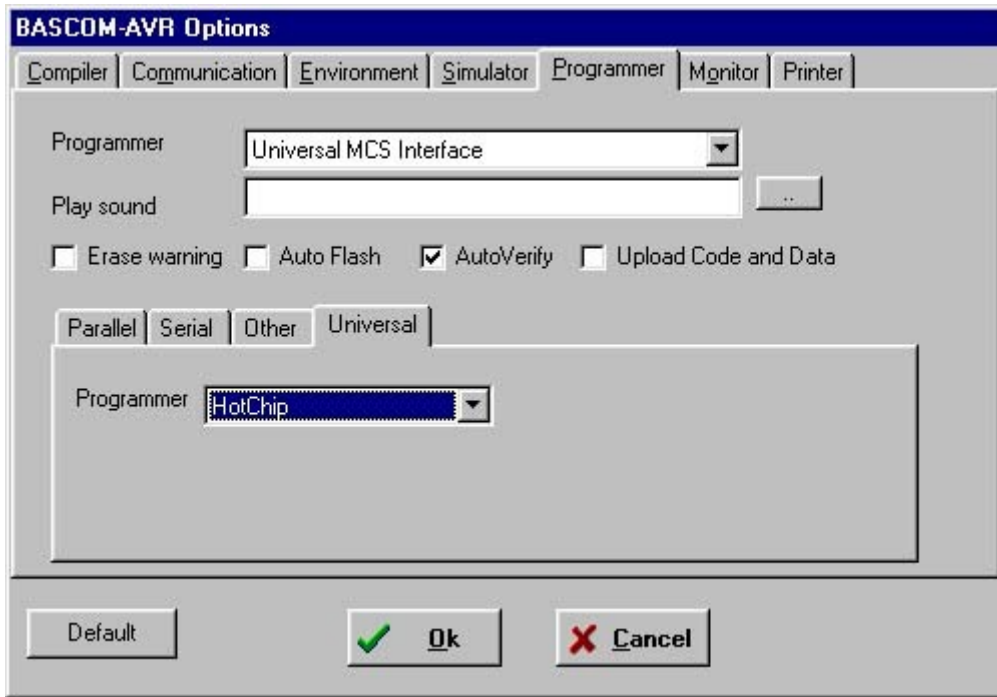 BASCOM-AVR Options
Compiler Communication Environment Simulator Programmer Monitor Printer
Programmer Universal MCS Interface
Play sound ..
Erase warning Auto Flash AutoVerify Upload Code and Data
Parallel Serial Other Universal
Programmer HotChip
Default Ok Cancel